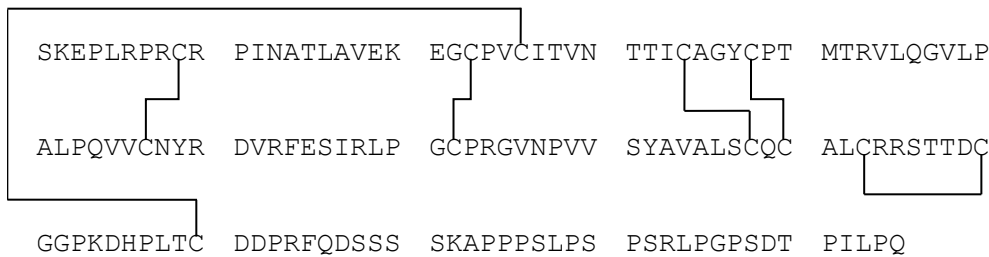 SKEPLRPRCR PINATLAVEK EGCPVCITVN TTICAGYCPT MTRVLQGVLP
ALPQVVCNYR DVRFESIRLP GCPRGVNPVV SYAVALSCQC ALCRRSTTDC
GGPKDHPLTC DDPRFQDSSS SKAPPPSLPS PSRLPGPSDT PILPQ